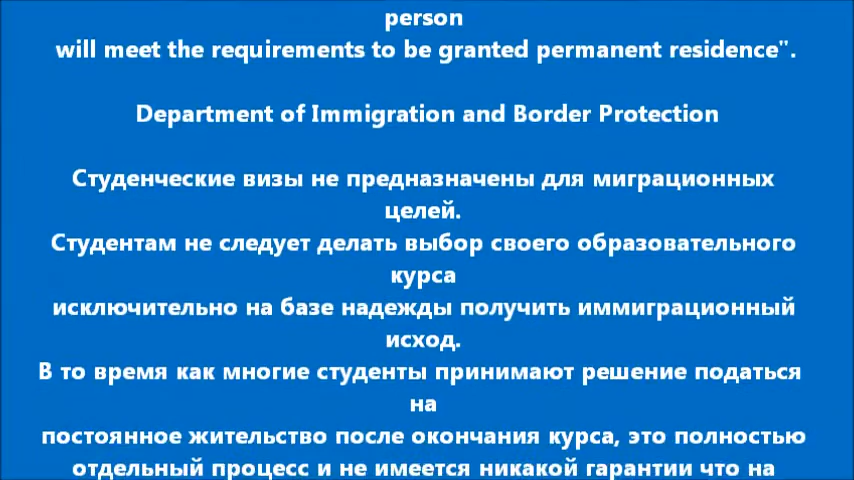 person
will meet the requirements to be granted permanent residence".
Department of Immigration and Border Protection
Студенческие визы не предназначены для миграционных
целей.
Студентам не следует делать выбор своего образовательного
курса
исключительно на базе надежды получить иммиграционный
исход.
В то время как многие студенты принимают решение податься
на
постоянное жительство после окончания курса, это полностью
отдельный процесс и не имеется никакой гарантии что на